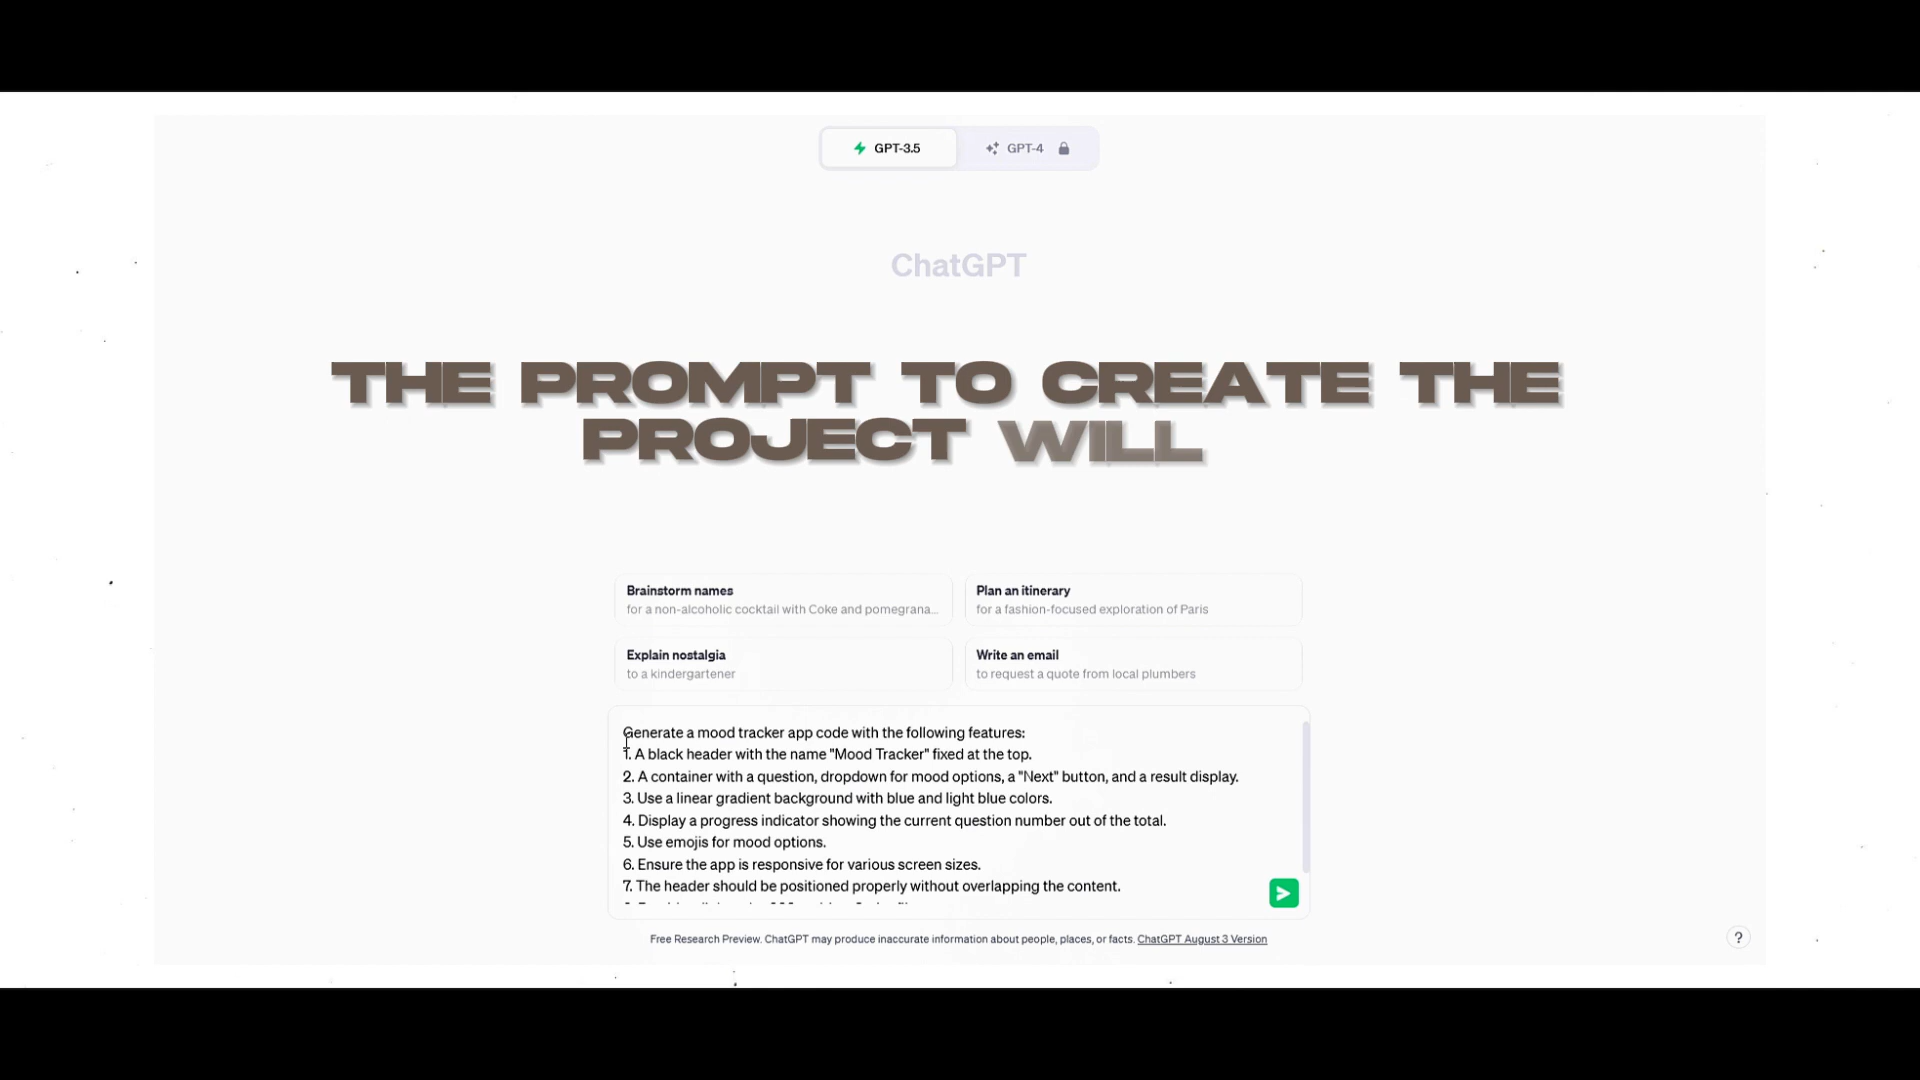 GPT-3.5
GPT-4
ChatGPT
THE PROMPT TO CREATE THE
PROJECT WILL
Brainstorm names
for a non-alcoholic cocktail with Coke and pomegrana...
Plan an itinerary
for a fashion-focused exploration of Paris
Explain nostalgia
to a kindergartener
Write an email
to request a quote from local plumbers
Generate a mood tracker app code with the following features:
1. A black header with the name "Mood Tracker" fixed at the top.
2. A container with a question, dropdown for mood options, a "Next" button, and a result display.
3. Use a linear gradient background with blue and light blue colors.
4. Display a progress indicator showing the current question number out of the total.
5. Use emojis for mood options.
6. Ensure the app is responsive for various screen sizes.
7. The header should be positioned properly without overlapping the content.
Free Research Preview. ChatGPT may produce inaccurate information about people, places, or facts. ChatGPT August 3 Version
?